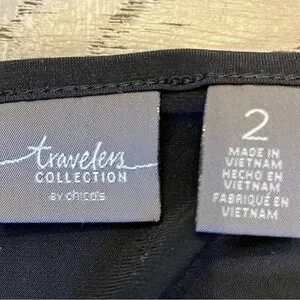 travelers
COLLECTION
BY chico's
2
MADE IN
VIETNAM
HECHO EN
VIETNAM
FABRIQUÉ EN
VIETNAM